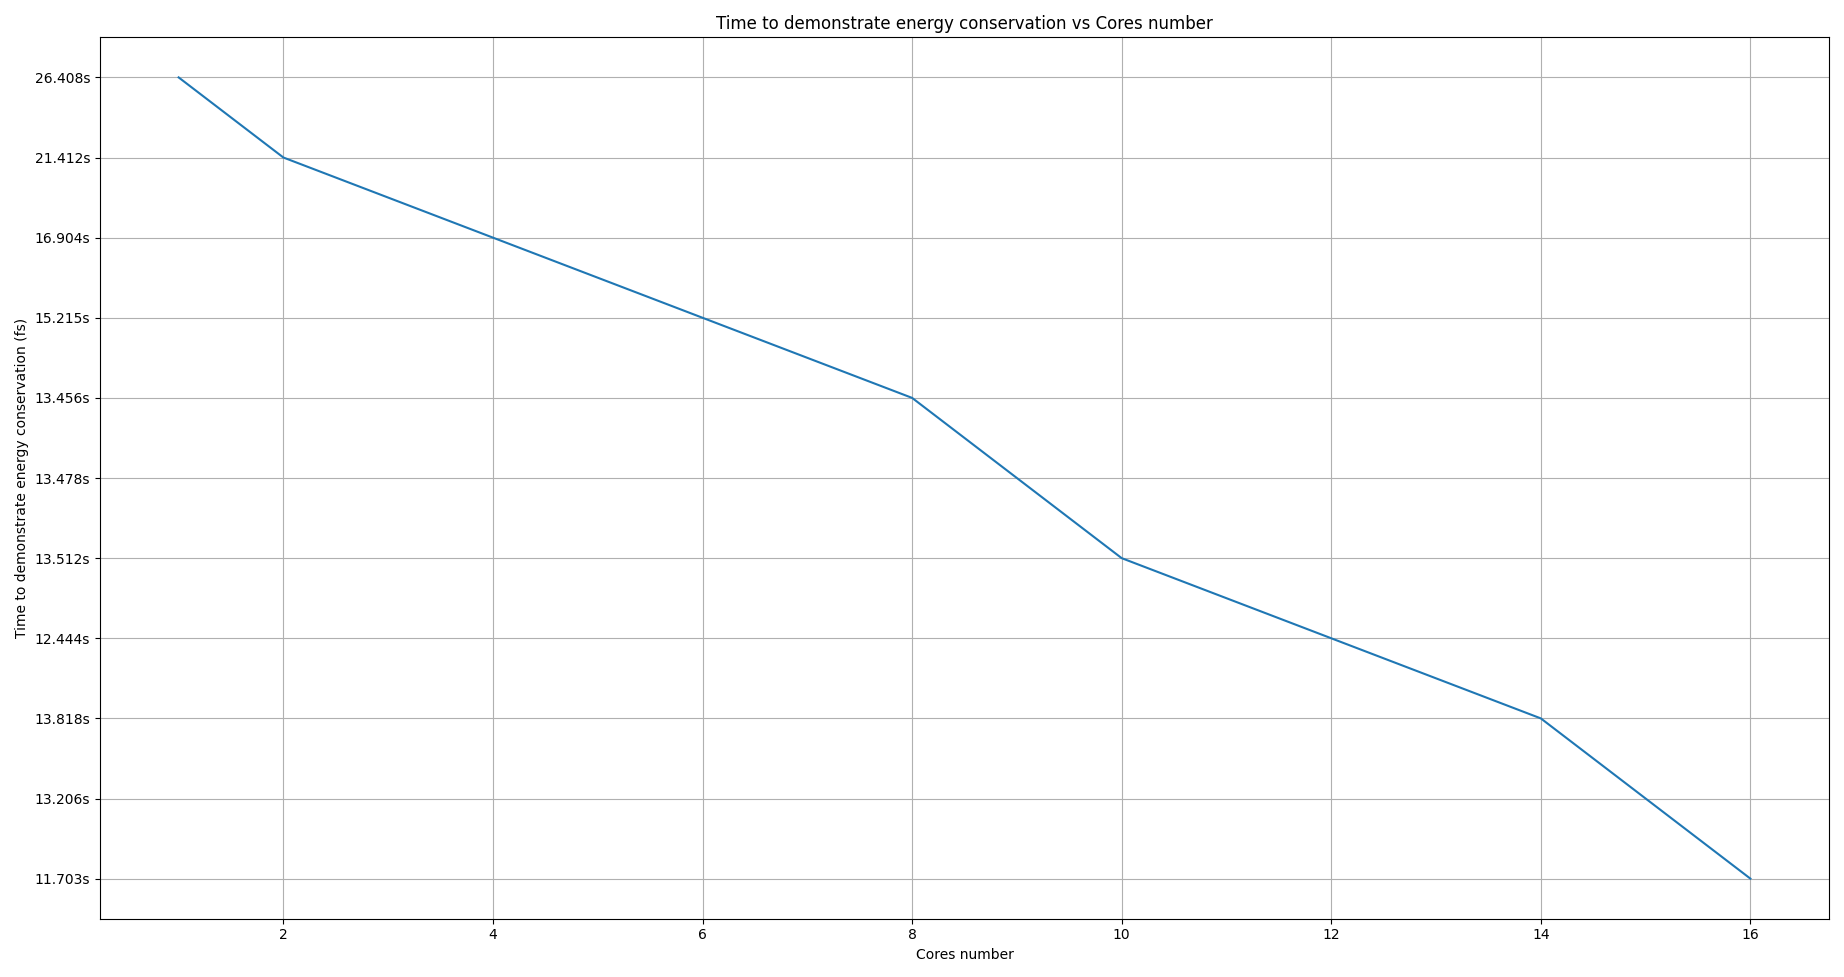 Time to demonstrate energy conservation vs Cores number
26.408s
21.412s
16.904s
15.215s
13.456s
13.478s
13.512s
12.444s
13.818s
13.206s
11.703s
Time to demonstrate energy conservation (fs)
2 4 6 8 10 12 14 16
Cores number